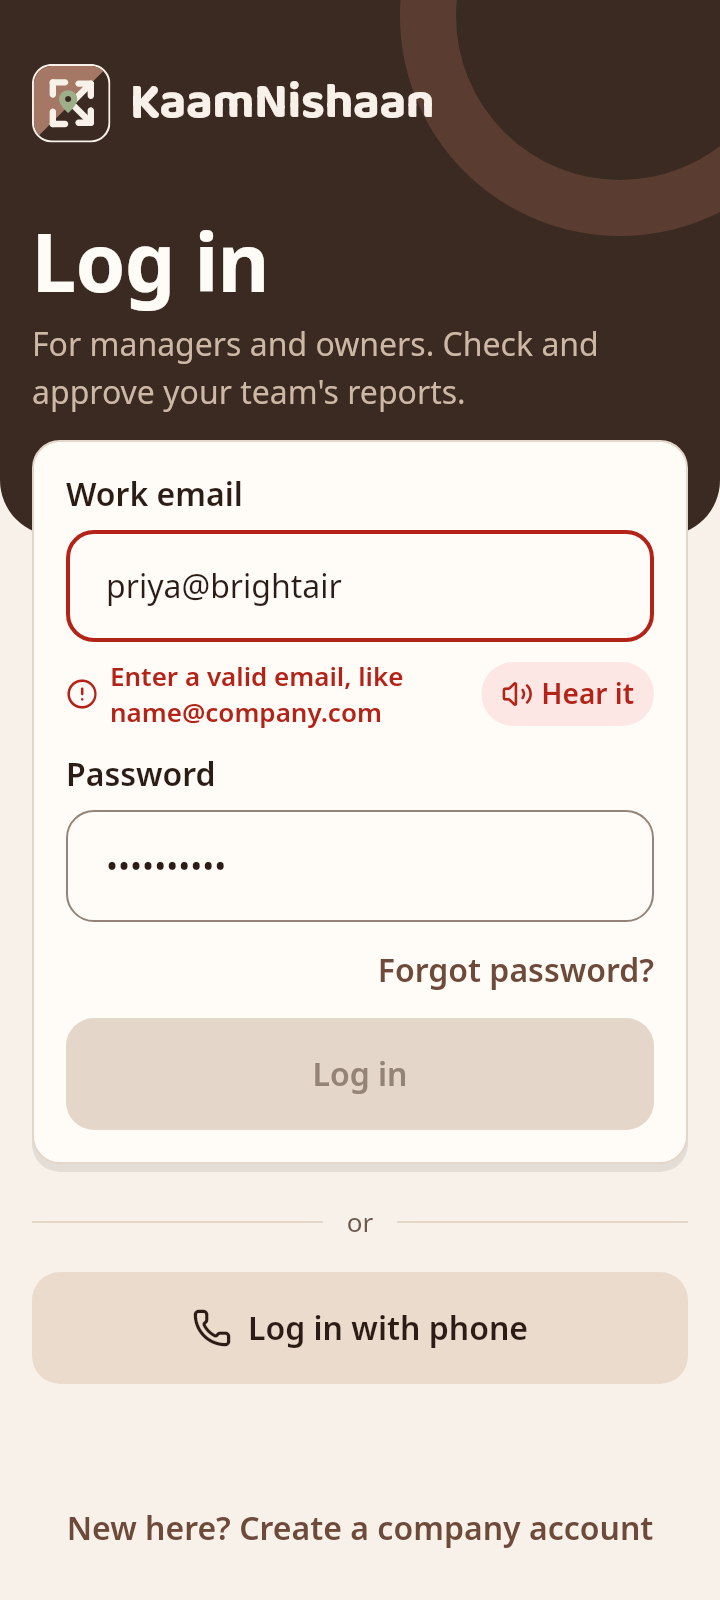 KaamNishaan
Log in
For managers and owners. Check and
approve your team's reports.
Work email
priya@brightair
Enter a valid email, like
name@company.com
Hear it
Password
••••••••••
Forgot password?
Log in
or
Log in with phone
New here? Create a company account